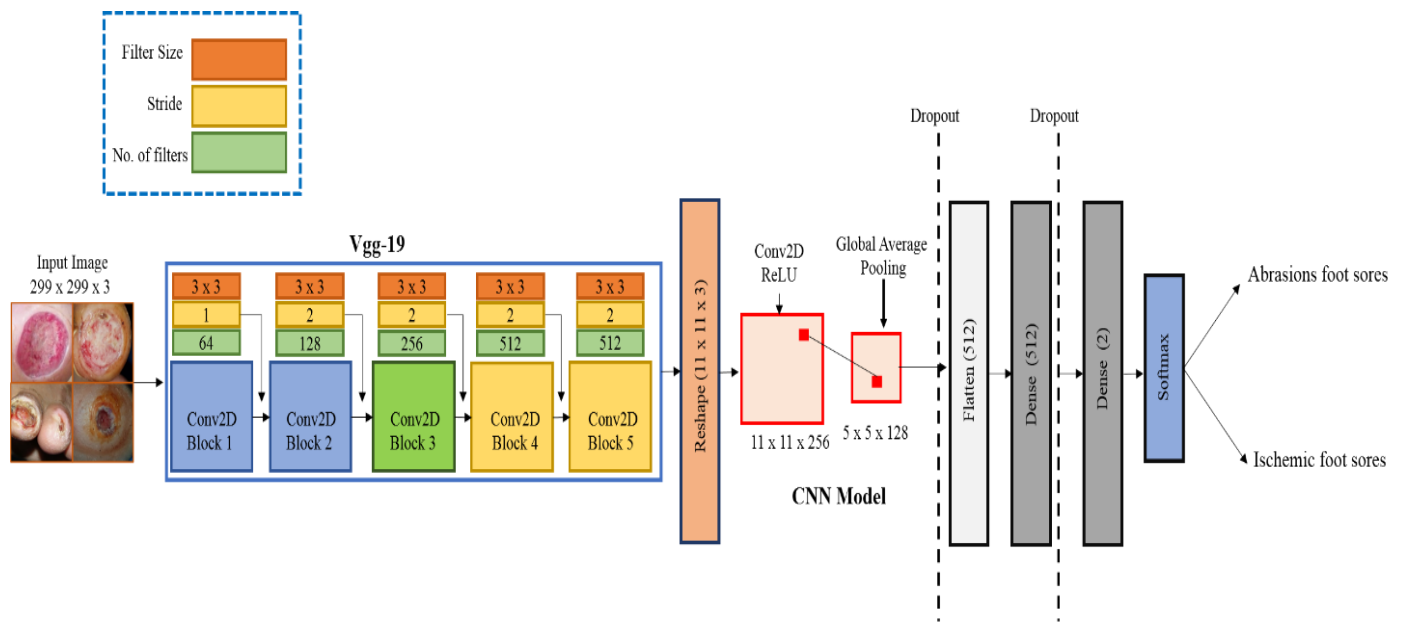 Filter Size
Stride
No. of filters
Dropout
Dropout
Vgg-19
Input Image
299 x 299 x 3
3 x 3
3 x 3
3 x 3
3 x 3
3 x 3
1
2
2
2
2
64
128
256
512
512
Conv2D
Block 1
Conv2D
Block 2
Conv2D
Block 3
Conv2D
Block 4
Conv2D
Block 5
Reshape (11 x 11 x 3)
Conv2D
ReLU
11 x 11 x 256
Global Average
Pooling
5 x 5 x 128
CNN Model
Flatten (512)
Dense (512)
Dense (2)
Softmax
Abrasions foot sores
Ischemic foot sores